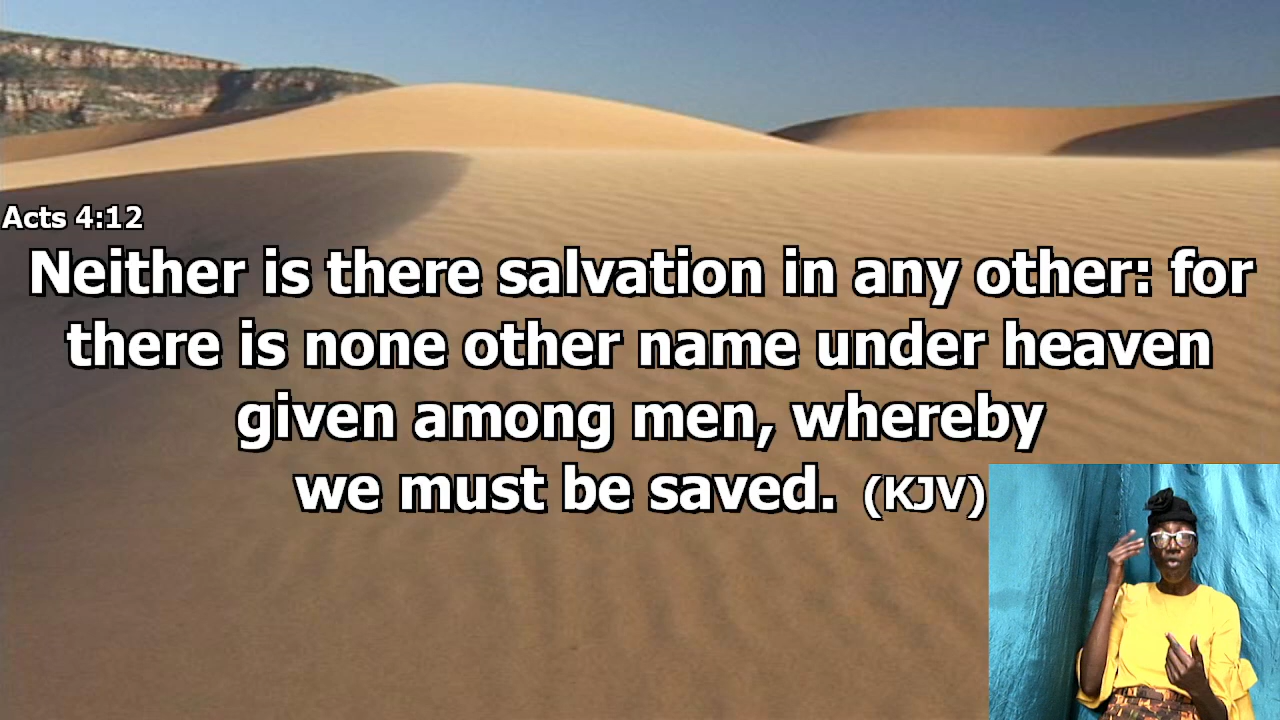 Acts 4:12
Neither is there salvation in any other: for
there is none other name under heaven
given among men, whereby
we must be saved. (KJV)